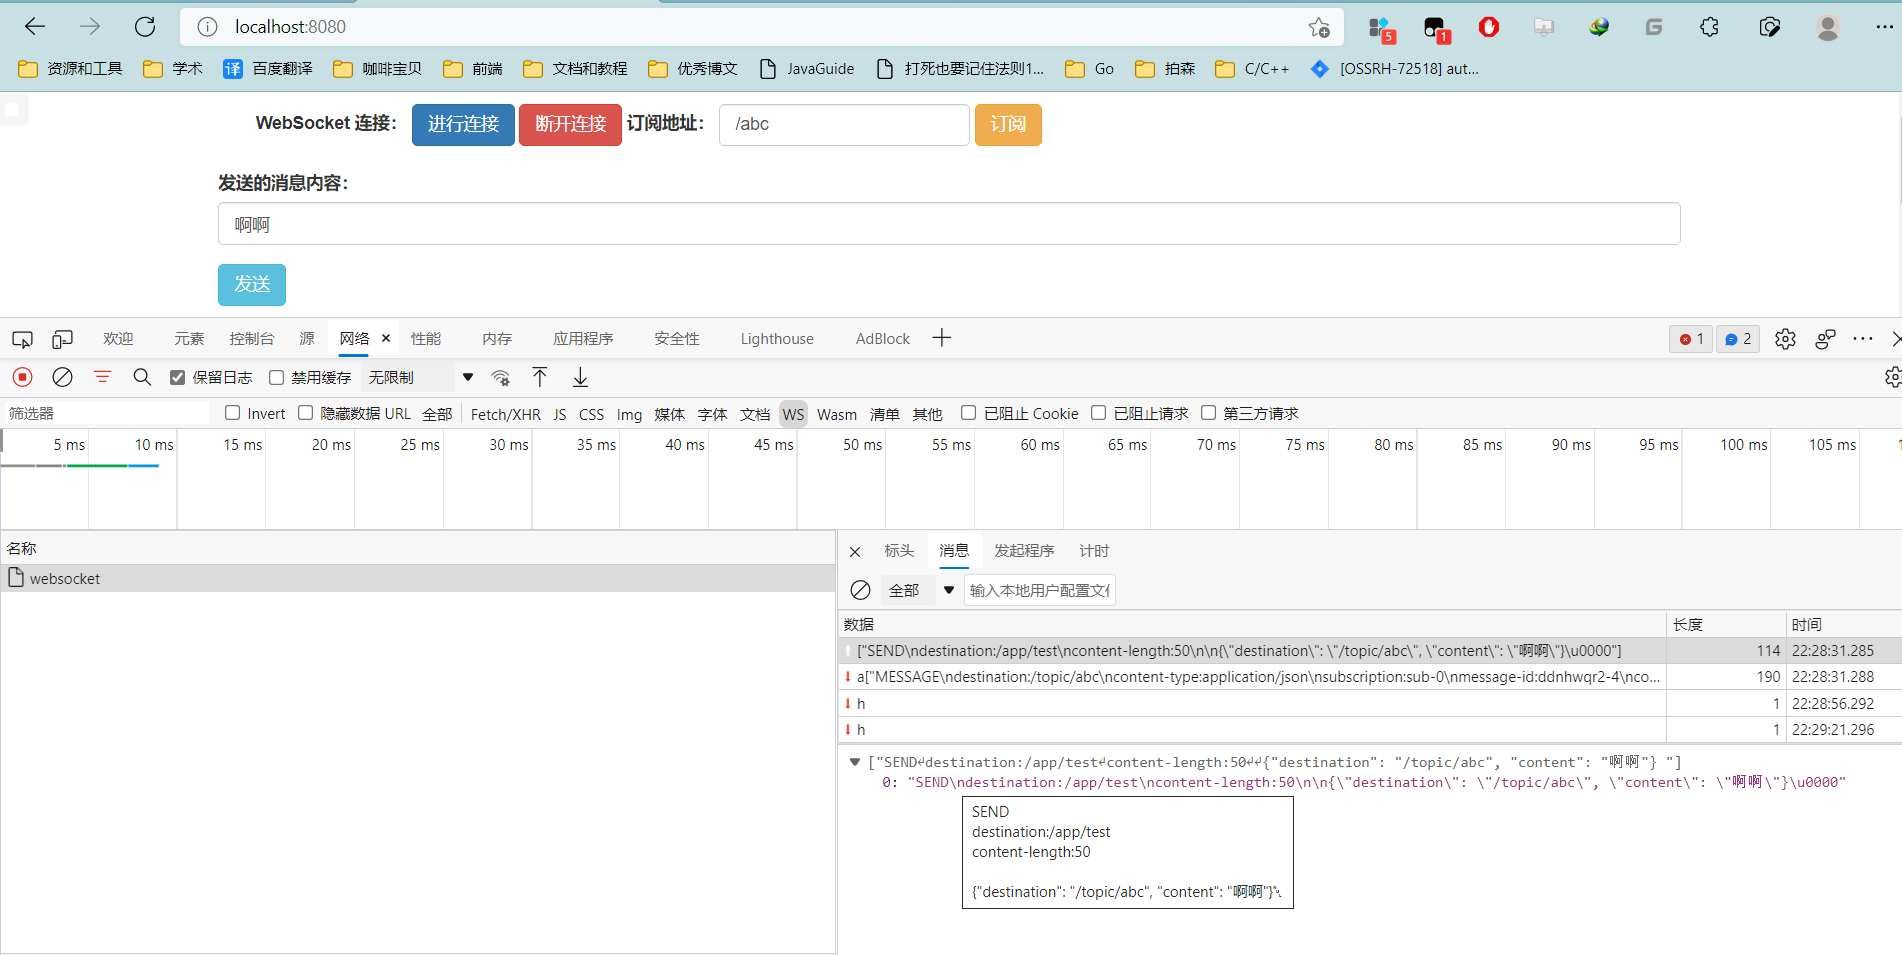 localhost:8080
5
1
资源和工具 学术 译 百度翻译 咖啡宝贝 前端 文档和教程 优秀博文 JavaGuide 打死也要记住法则1... Go 拍森 C/C++ [OSSRH-72518] aut...
WebSocket 连接： 进行连接 断开连接 订阅地址： /abc 订阅
发送的消息内容：
啊啊
发送
欢迎 元素 控制台 源 网络 性能 内存 应用程序 安全性 Lighthouse AdBlock 1 2
保留日志 禁用缓存 无限制
筛选器 Invert 隐藏数据 URL 全部 Fetch/XHR JS CSS Img 媒体 字体 文档 WS Wasm 清单 其他 已阻止 Cookie 已阻止请求 第三方请求
5 ms 10 ms 15 ms 20 ms 25 ms 30 ms 35 ms 40 ms 45 ms 50 ms 55 ms 60 ms 65 ms 70 ms 75 ms 80 ms 85 ms 90 ms 95 ms 100 ms 105 ms
名称
websocket
标头 消息 发起程序 计时
全部 输入本地用户配置文件
数据 长度 时间
["SEND\ndestination:/app/test\ncontent-length:50\n\n{\"destination\": \"/topic/abc\", \"content\": \"啊啊\"}\u0000"] 114 22:28:31.285
a["MESSAGE\ndestination:/topic/abc\ncontent-type:application/json\nsubscription:sub-0\nmessage-id:ddnhwqr2-4\nco... 190 22:28:31.288
h 1 22:28:56.292
h 1 22:29:21.296
["SEND↲destination:/app/test↲content-length:50↲↲{"destination": "/topic/abc", "content": "啊啊"} "]
0: "SEND\ndestination:/app/test\ncontent-length:50\n\n{\"destination\": \"/topic/abc\", \"content\": \"啊啊\"}\u0000"
SEND
destination:/app/test
content-length:50
{"destination": "/topic/abc", "content": "啊啊"}